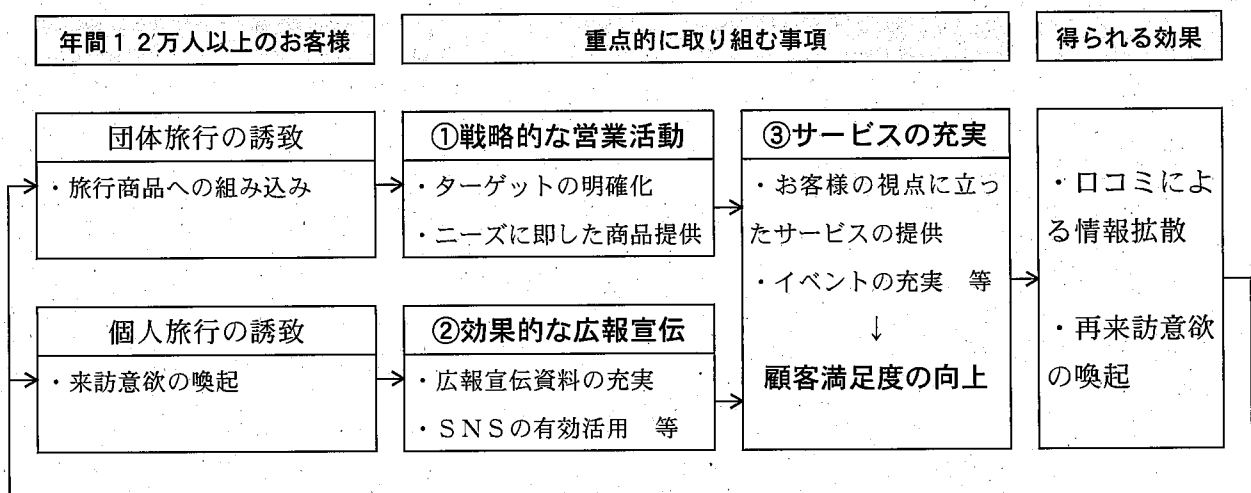 年間12万人以上のお客様
重点的に取り組む事項
得られる効果
団体旅行の誘致
・旅行商品への組み込み
①戦略的な営業活動
・ターゲットの明確化
・ニーズに即した商品提供
個人旅行の誘致
・来訪意欲の喚起
②効果的な広報宣伝
・広報宣伝資料の充実
・SNSの有効活用　等
③サービスの充実
・お客様の視点に立っ
たサービスの提供
・イベントの充実　等
↓
顧客満足度の向上
・口コミによ
る情報拡散
・再来訪意欲
の喚起